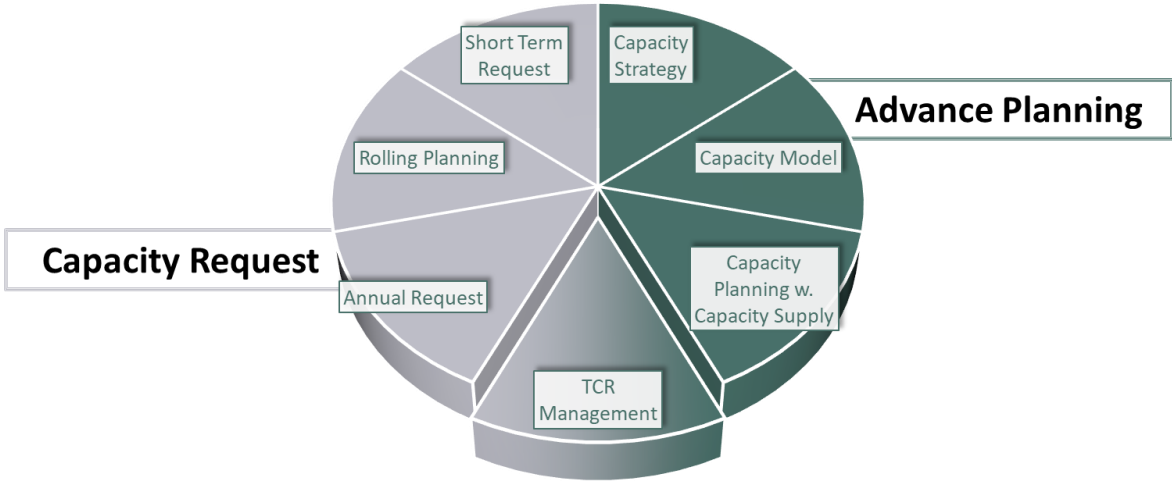 Short Term
Request
Capacity
Strategy
Advance Planning
Rolling Planning
Capacity Model
Capacity Request
Annual Request
Capacity
Planning w.
Capacity Supply
TCR
Management